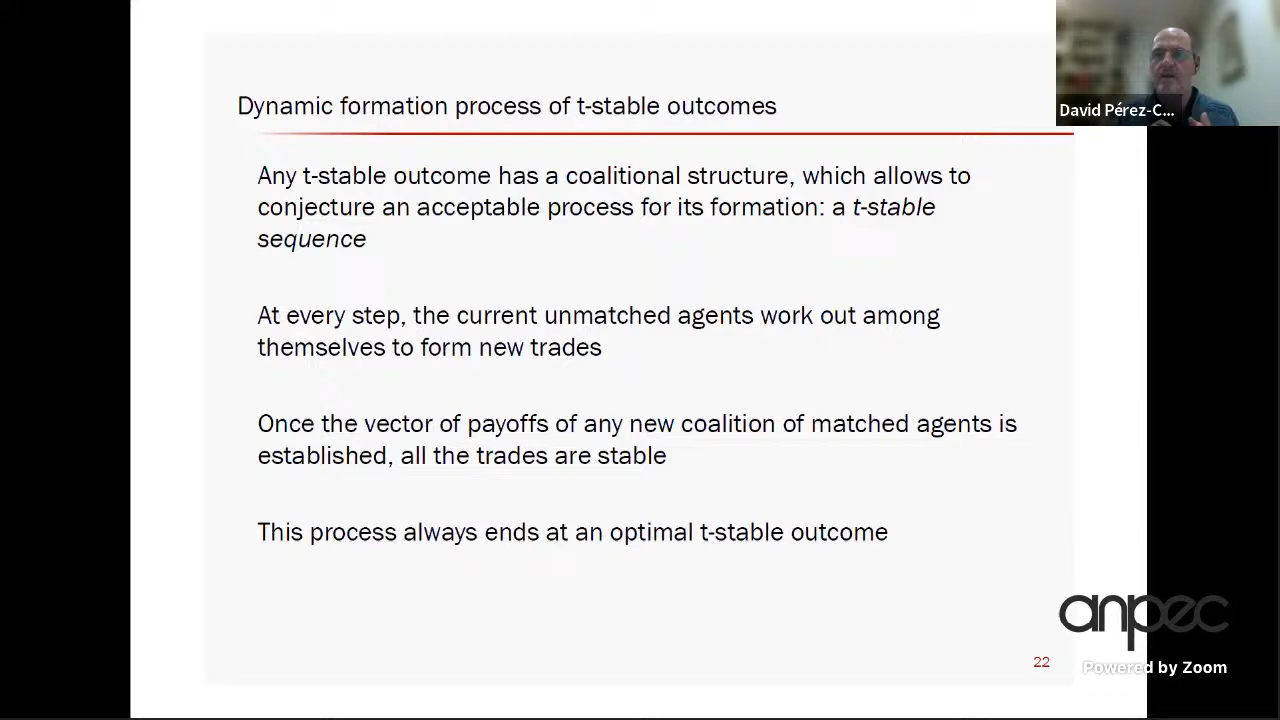 Dynamic formation process of t-stable outcomes
David Pérez-C...
Any t-stable outcome has a coalitional structure, which allows to
conjecture an acceptable process for its formation: a t-stable
sequence
At every step, the current unmatched agents work out among
themselves to form new trades
Once the vector of payoffs of any new coalition of matched agents is
established, all the trades are stable
This process always ends at an optimal t-stable outcome
anpec
22
Powered by Zoom